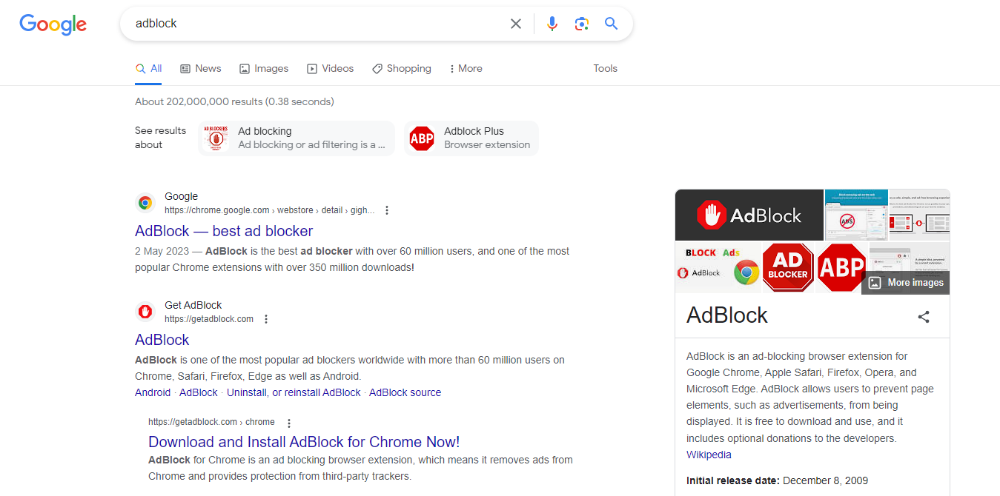 Google
adblock
All
News
Images
Videos
Shopping
More
Tools
About 202,000,000 results (0.38 seconds)
See results about
Ad blocking
Ad blocking or ad filtering is a ...
ABP
Adblock Plus
Browser extension
Google
https://chrome.google.com › webstore › detail › gigh...
AdBlock — best ad blocker
2 May 2023 — AdBlock is the best ad blocker with over 60 million users, and one of the most
popular Chrome extensions with over 350 million downloads!
Get AdBlock
https://getadblock.com
AdBlock
AdBlock is one of the most popular ad blockers worldwide with more than 60 million users on
Chrome, Safari, Firefox, Edge as well as Android.
Android · AdBlock · Uninstall, or reinstall AdBlock · AdBlock source
https://getadblock.com › chrome
Download and Install AdBlock for Chrome Now!
AdBlock for Chrome is an ad blocking browser extension, which means it removes ads from
Chrome and provides protection from third-party trackers.
AdBlock
ADS
BLOCK Ads
AdBlock
AD
BLOCKER
ABP
More images
AdBlock
AdBlock is an ad-blocking browser extension for
Google Chrome, Apple Safari, Firefox, Opera, and
Microsoft Edge. AdBlock allows users to prevent page
elements, such as advertisements, from being
displayed. It is free to download and use, and it
includes optional donations to the developers.
Wikipedia
Initial release date: December 8, 2009